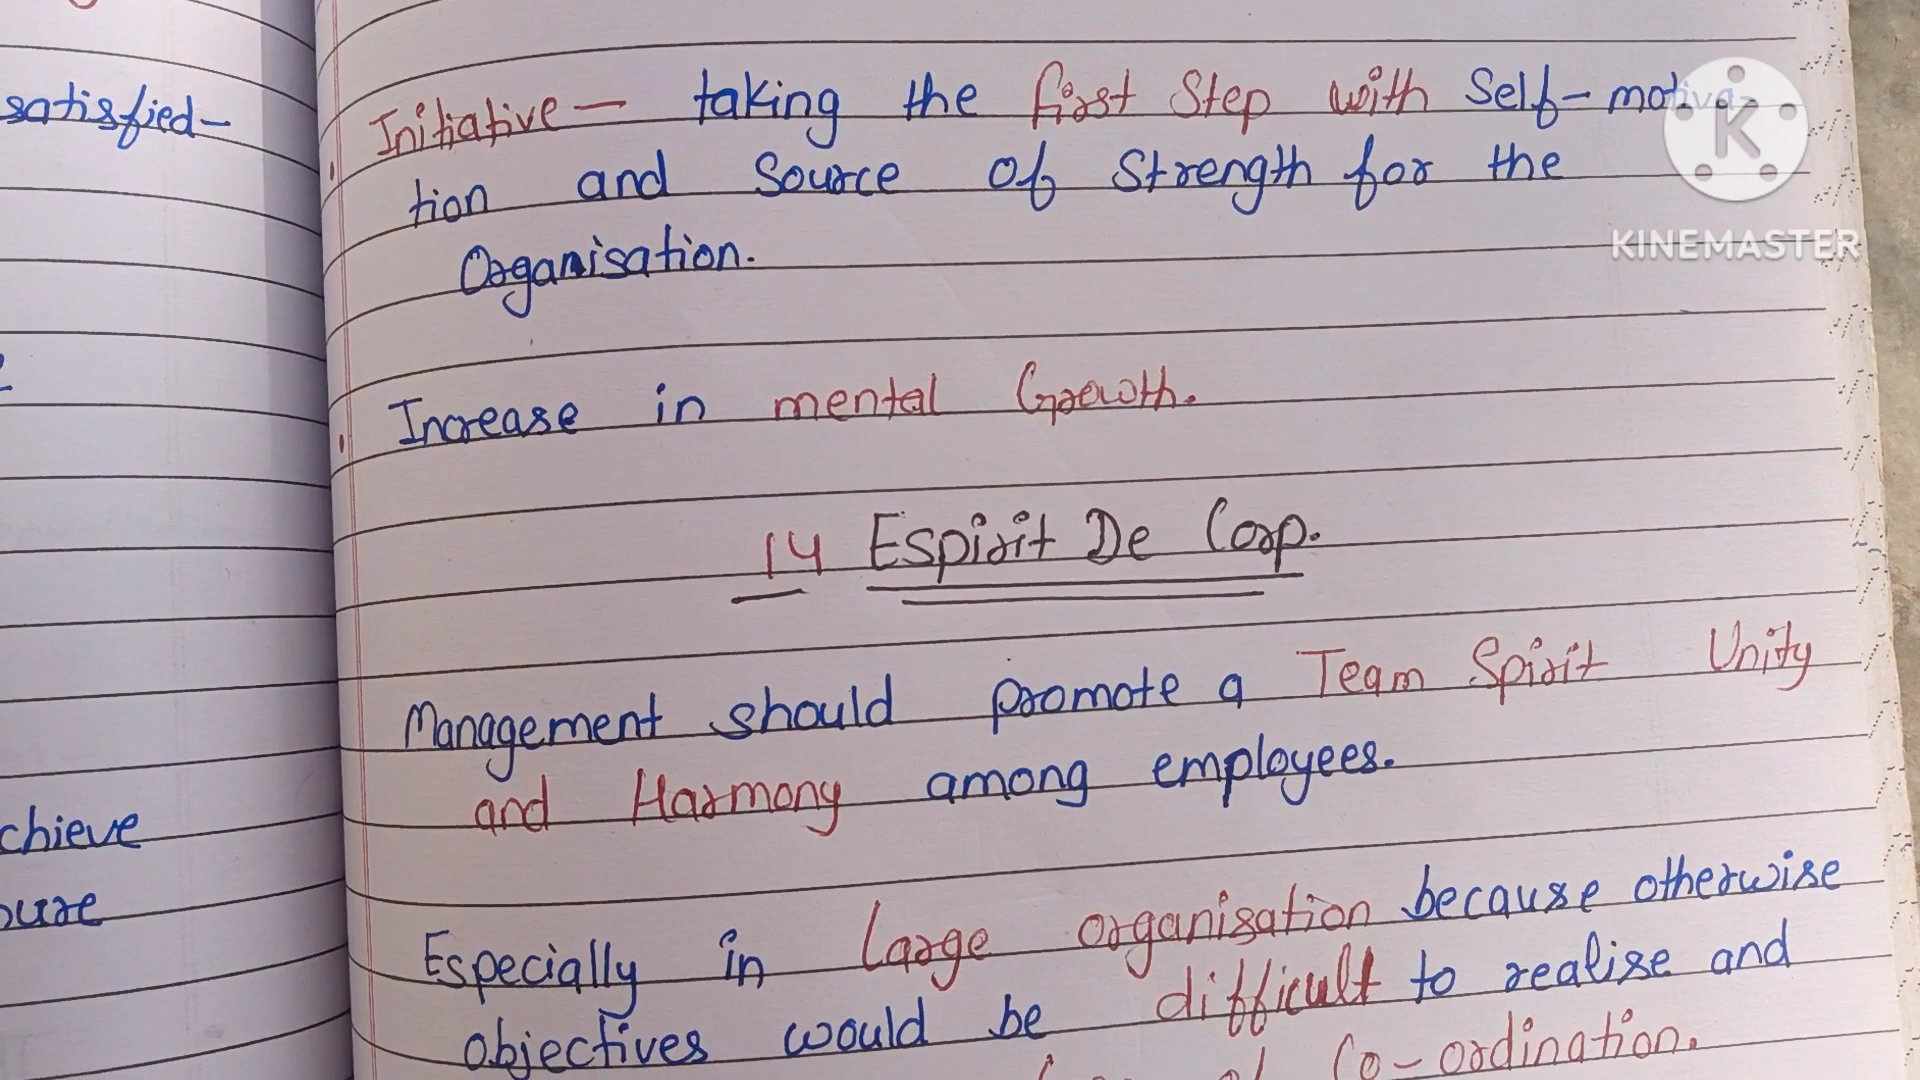 satisfied-
chieve
Initiative — taking the first Step with Self-motiva-
tion and Source of Strength for the
Organisation.
Increase in mental Growth.
14 Espirit De Corp.
Management should promote a Team Spirit Unity
and Harmony among employees.
Especially in large organisation because otherwise
objectives would be difficult to realise and
Co-ordination.
K
KINEMASTER